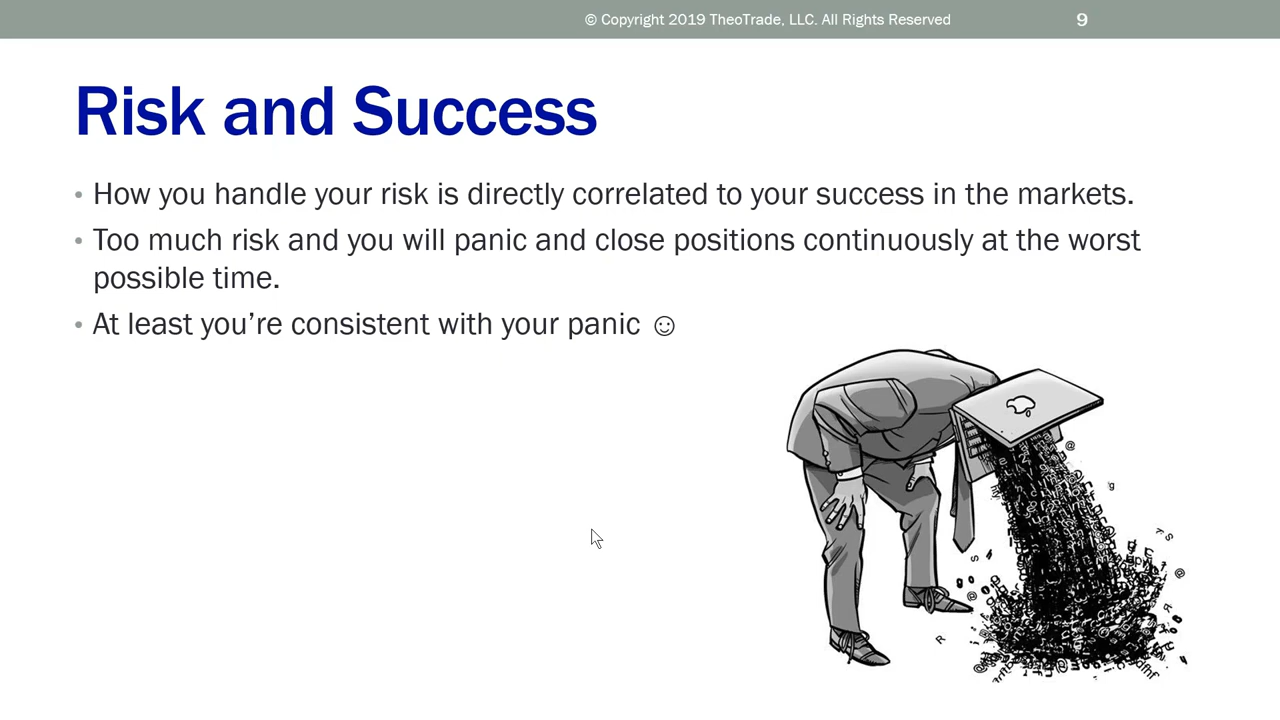 © Copyright 2019 TheoTrade, LLC. All Rights Reserved 9
Risk and Success
• How you handle your risk is directly correlated to your success in the markets.
• Too much risk and you will panic and close positions continuously at the worst
possible time.
• At least you’re consistent with your panic ☺